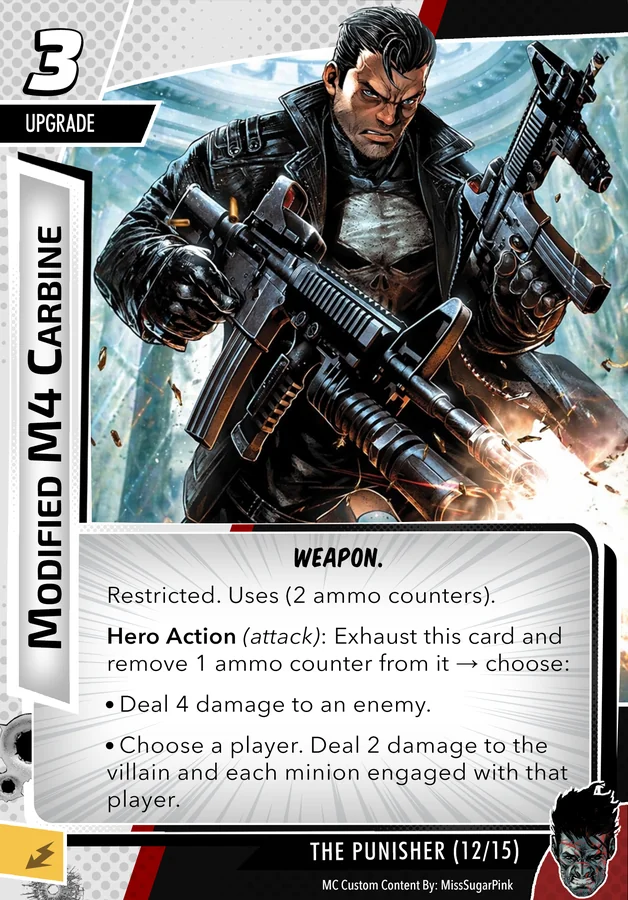 3
UPGRADE
MODIFIED M4 CARBINE
WEAPON.
Restricted. Uses (2 ammo counters).
Hero Action (attack): Exhaust this card and
remove 1 ammo counter from it → choose:
• Deal 4 damage to an enemy.
• Choose a player. Deal 2 damage to the
villain and each minion engaged with that
player.
THE PUNISHER (12/15)
MC Custom Content By: MissSugarPink